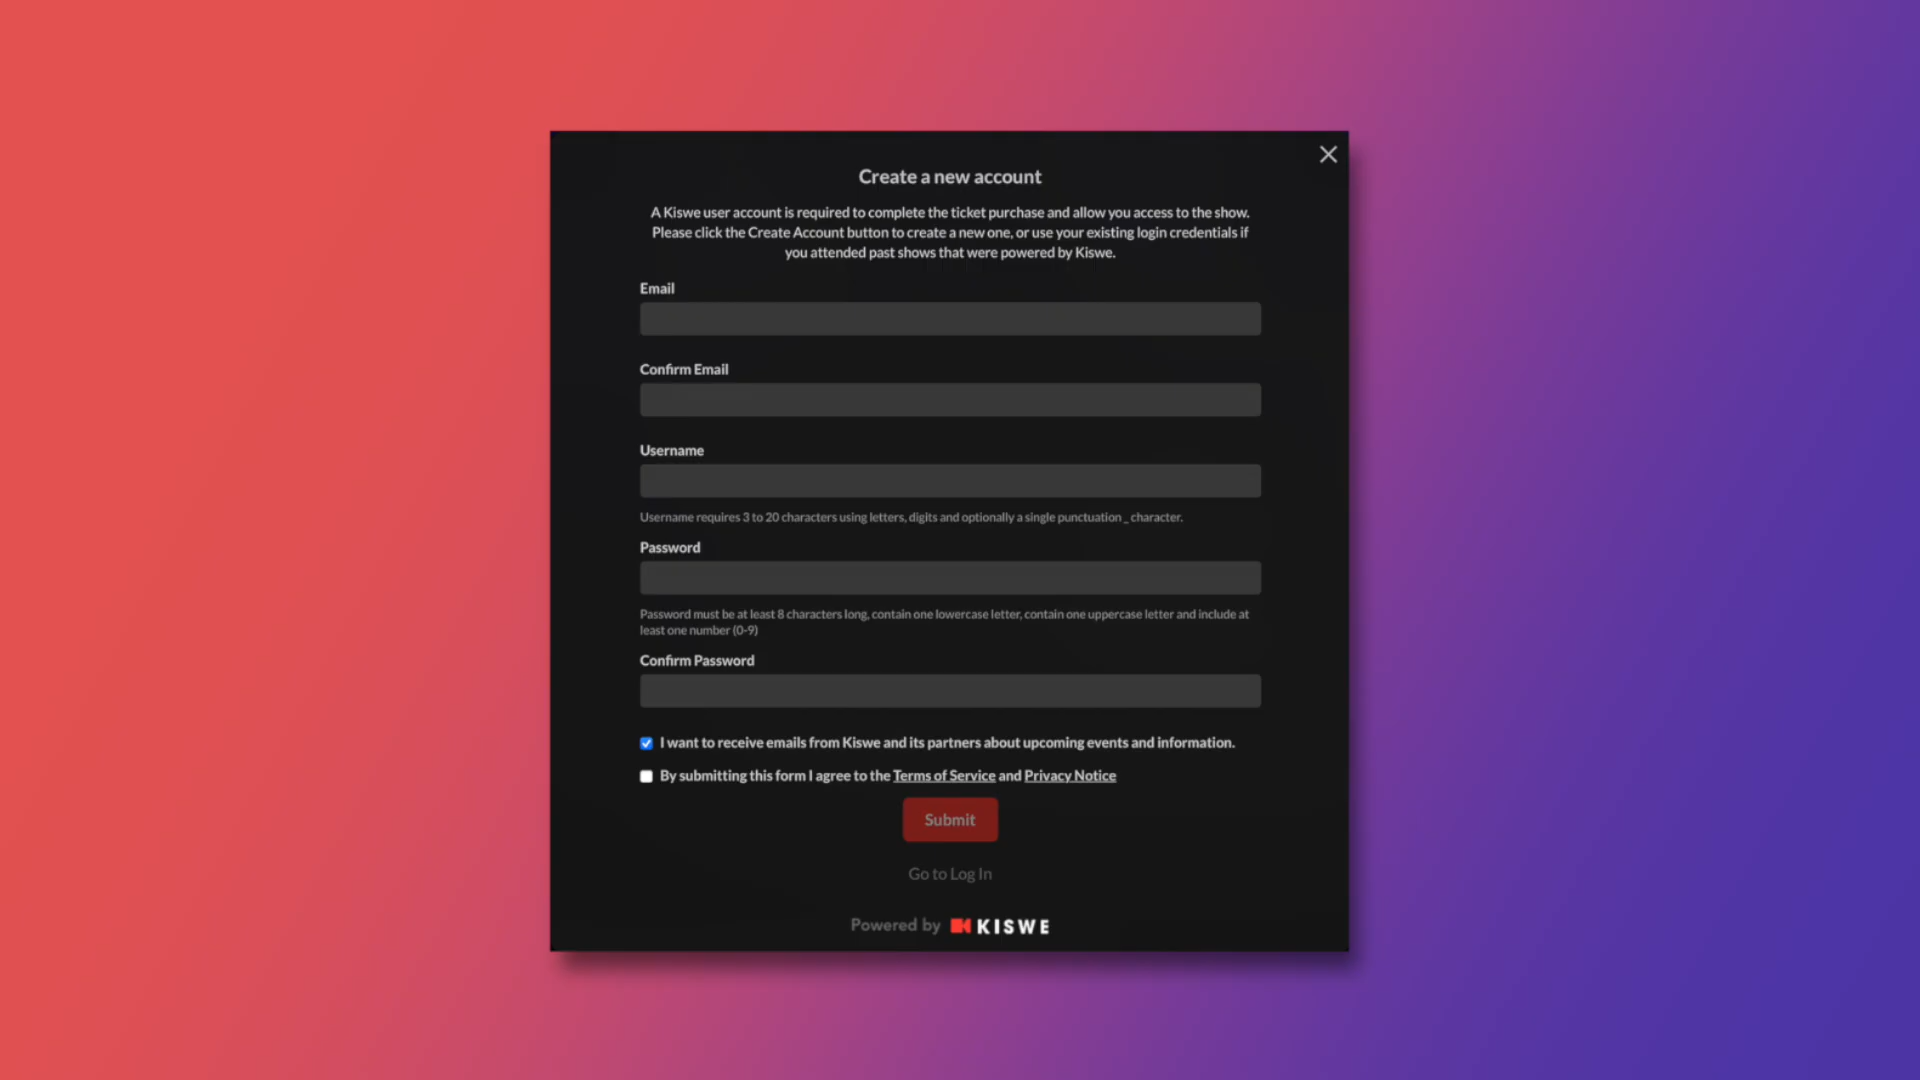 Create a new account
A Kiswe user account is required to complete the ticket purchase and allow you access to the show.
Please click the Create Account button to create a new one, or use your existing login credentials if
you attended past shows that were powered by Kiswe.
Email
Confirm Email
Username
Username requires 3 to 20 characters using letters, digits and optionally a single punctuation _ character.
Password
Password must be at least 8 characters long, contain one lowercase letter, contain one uppercase letter and include at
least one number (0-9)
Confirm Password
I want to receive emails from Kiswe and its partners about upcoming events and information.
By submitting this form I agree to the Terms of Service and Privacy Notice
Submit
Go to Log In
Powered by KISWE